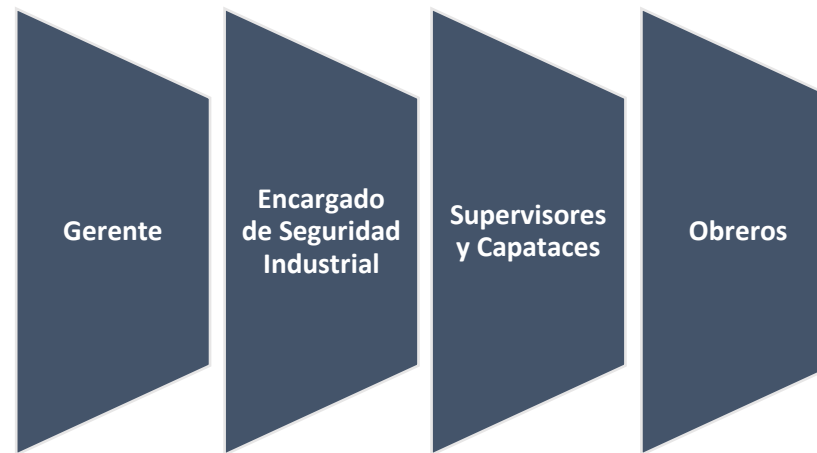 Gerente
Encargado
de Seguridad
Industrial
Supervisores
y Capataces
Obreros